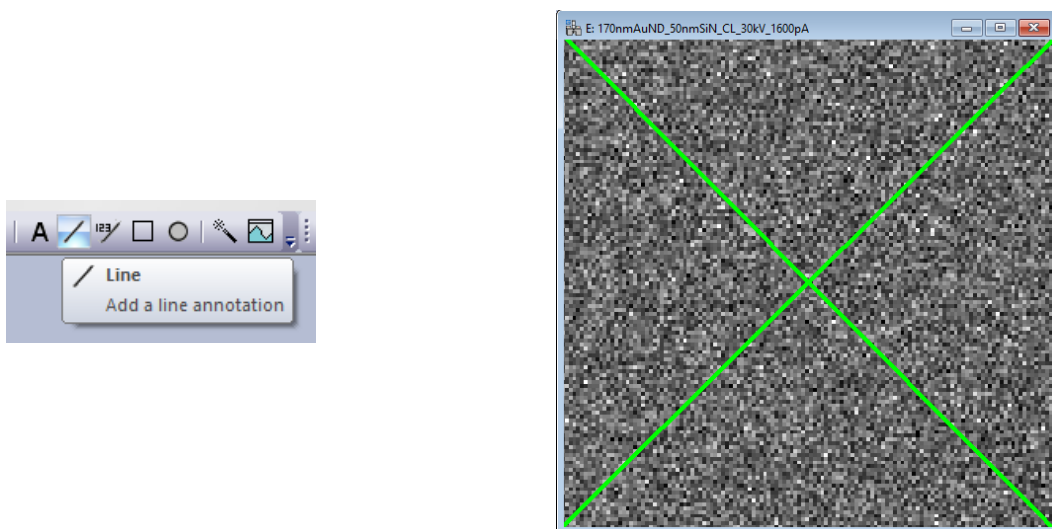 E: 170nmAuND_50nmSiN_CL_30kV_1600pA
A 123
Line
Add a line annotation